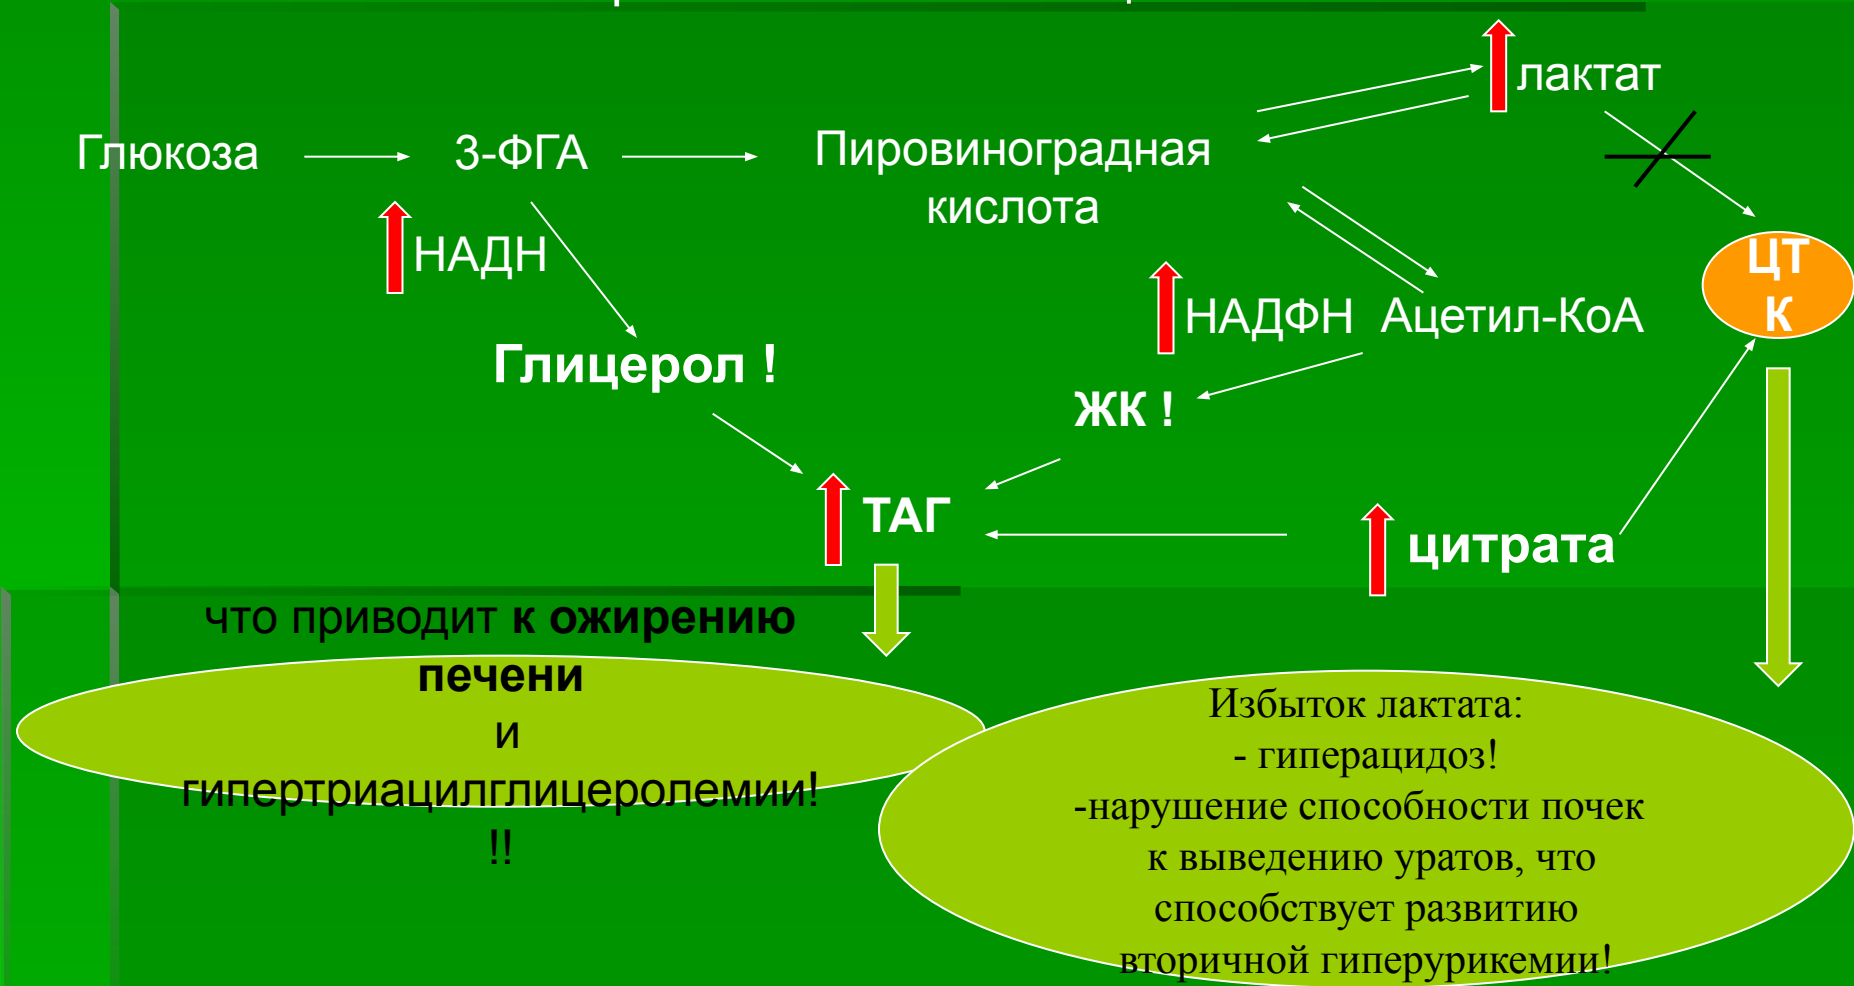 лактат
Глюкоза
3-ФГА
Пировиноградная
кислота
НАДН
ЦТ
К
НАДФН
Ацетил-КоА
Глицерол !
ЖК !
ТАГ
цитрата
что приводит к ожирению
печени
и
гипертриацилглицеролемии!
!!
Избыток лактата:
- гиперацидоз!
-нарушение способности почек
к выведению уратов, что
способствует развитию
вторичной гиперурикемии!